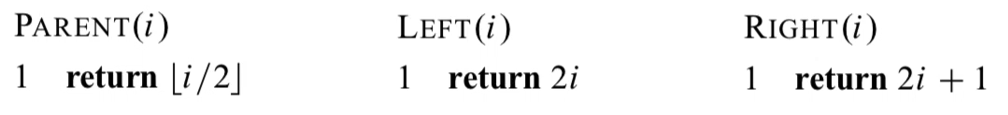 PARENT(i) LEFT(i) RIGHT(i)
1 return ⌊i/2⌋ 1 return 2i 1 return 2i + 1